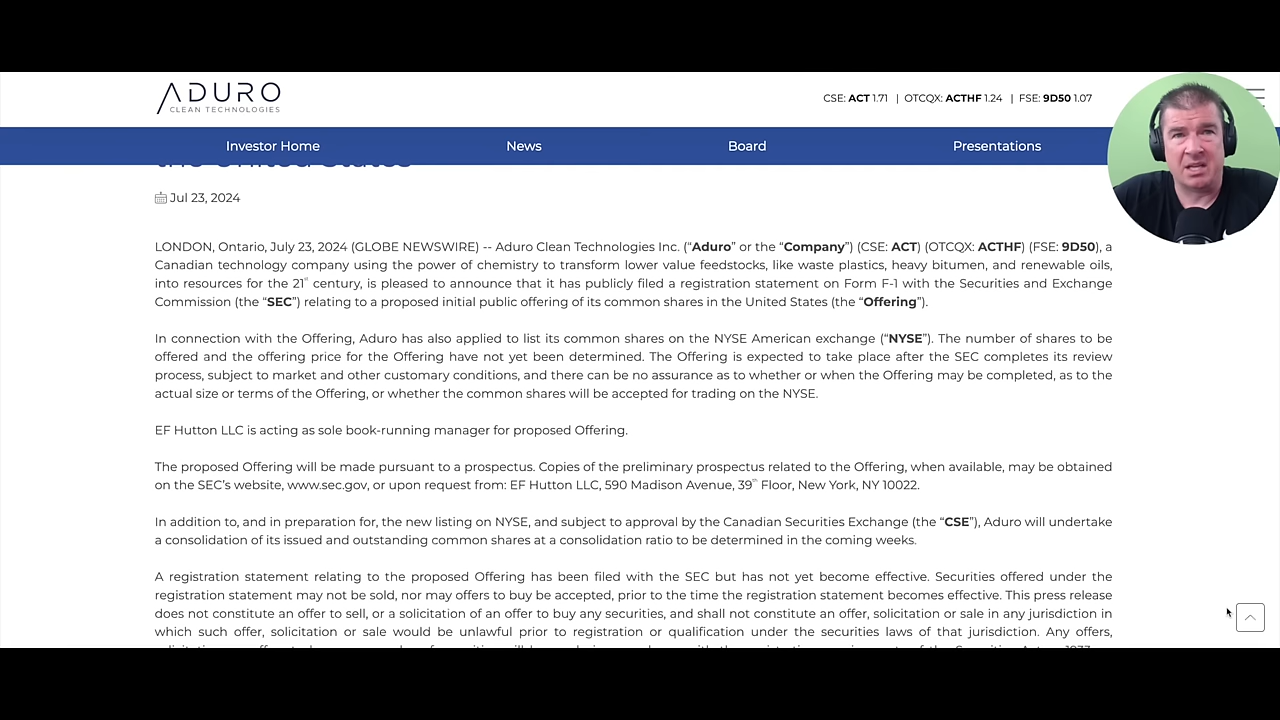 ADURO
CLEAN TECHNOLOGIES
CSE: ACT 1.71 | OTCQX: ACTHF 1.24 | FSE: 9D50 1.07
Investor Home News Board Presentations
the United States
Jul 23, 2024
LONDON, Ontario, July 23, 2024 (GLOBE NEWSWIRE) -- Aduro Clean Technologies Inc. (“Aduro” or the “Company”) (CSE: ACT) (OTCQX: ACTHF) (FSE: 9D50), a
Canadian technology company using the power of chemistry to transform lower value feedstocks, like waste plastics, heavy bitumen, and renewable oils,
into resources for the 21st century, is pleased to announce that it has publicly filed a registration statement on Form F-1 with the Securities and Exchange
Commission (the “SEC”) relating to a proposed initial public offering of its common shares in the United States (the “Offering”).
In connection with the Offering, Aduro has also applied to list its common shares on the NYSE American exchange (“NYSE”). The number of shares to be
offered and the offering price for the Offering have not yet been determined. The Offering is expected to take place after the SEC completes its review
process, subject to market and other customary conditions, and there can be no assurance as to whether or when the Offering may be completed, as to the
actual size or terms of the Offering, or whether the common shares will be accepted for trading on the NYSE.
EF Hutton LLC is acting as sole book-running manager for proposed Offering.
The proposed Offering will be made pursuant to a prospectus. Copies of the preliminary prospectus related to the Offering, when available, may be obtained
on the SEC’s website, www.sec.gov, or upon request from: EF Hutton LLC, 590 Madison Avenue, 39th Floor, New York, NY 10022.
In addition to, and in preparation for, the new listing on NYSE, and subject to approval by the Canadian Securities Exchange (the “CSE”), Aduro will undertake
a consolidation of its issued and outstanding common shares at a consolidation ratio to be determined in the coming weeks.
A registration statement relating to the proposed Offering has been filed with the SEC but has not yet become effective. Securities offered under the
registration statement may not be sold, nor may offers to buy be accepted, prior to the time the registration statement becomes effective. This press release
does not constitute an offer to sell, or a solicitation of an offer to buy any securities, and shall not constitute an offer, solicitation or sale in any jurisdiction in
which such offer, solicitation or sale would be unlawful prior to registration or qualification under the securities laws of that jurisdiction. Any offers,